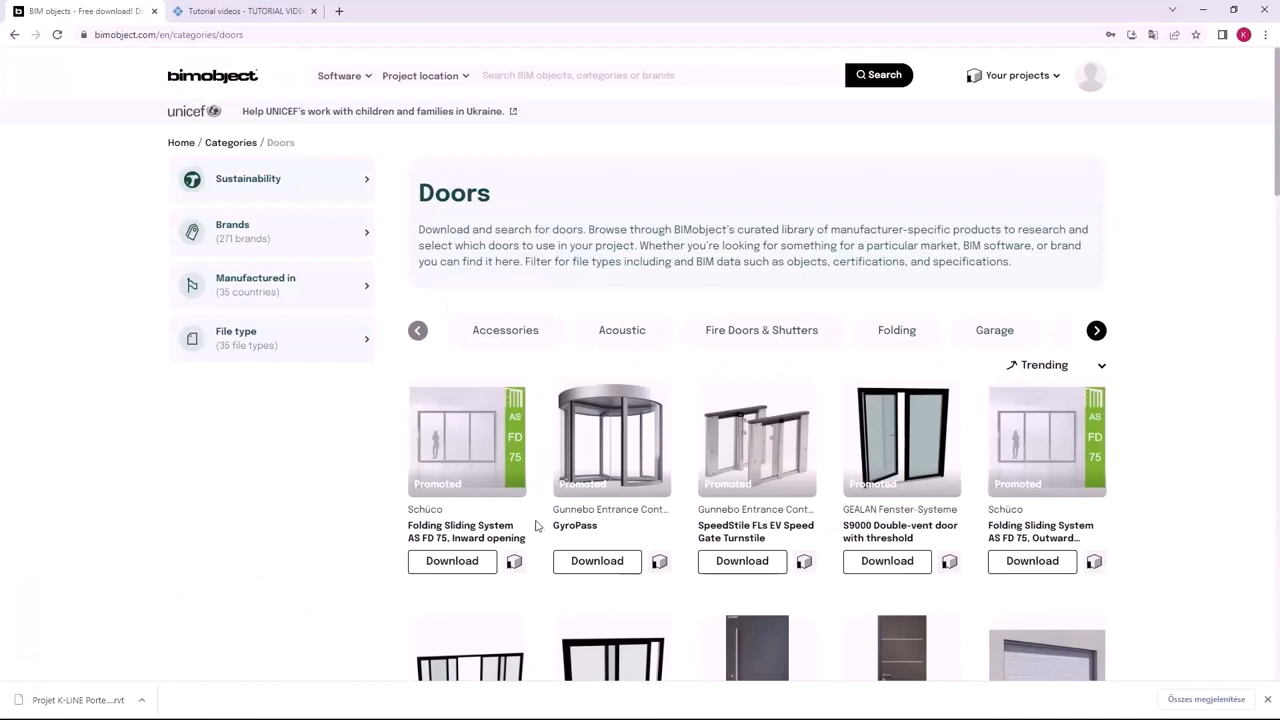 BIM objects - Free download! Do
Tutorial videos - TUTORIAL VIDE
bimobject.com/en/categories/doors
K
bimobject
Software
Project location
Search BIM objects, categories or brands
Search
Your projects
unicef
Help UNICEF's work with children and families in Ukraine.
Home / Categories / Doors
Sustainability
Brands
(271 brands)
Manufactured in
(35 countries)
File type
(35 file types)
Doors
Download and search for doors. Browse through BIMobject's curated library of manufacturer-specific products to research and
select which doors to use in your project. Whether you're looking for something for a particular market, BIM software, or brand
you can find it here. Filter for file types including and BIM data such as objects, certifications, and specifications.
Accessories
Acoustic
Fire Doors & Shutters
Folding
Garage
Trending
AS
FD
75
Promoted
Schüco
Folding Sliding System
AS FD 75, Inward opening
Download
Promoted
Gunnebo Entrance Cont...
GyroPass
Download
Promoted
Gunnebo Entrance Cont...
SpeedStile FLs EV Speed
Gate Turnstile
Download
Promoted
GEALAN Fenster-Systeme
S9000 Double-vent door
with threshold
Download
AS
FD
75
Promoted
Schüco
Folding Sliding System
AS FD 75, Outward...
Download
Projet K-LINE Porte....rvt
Összes megjelenítése